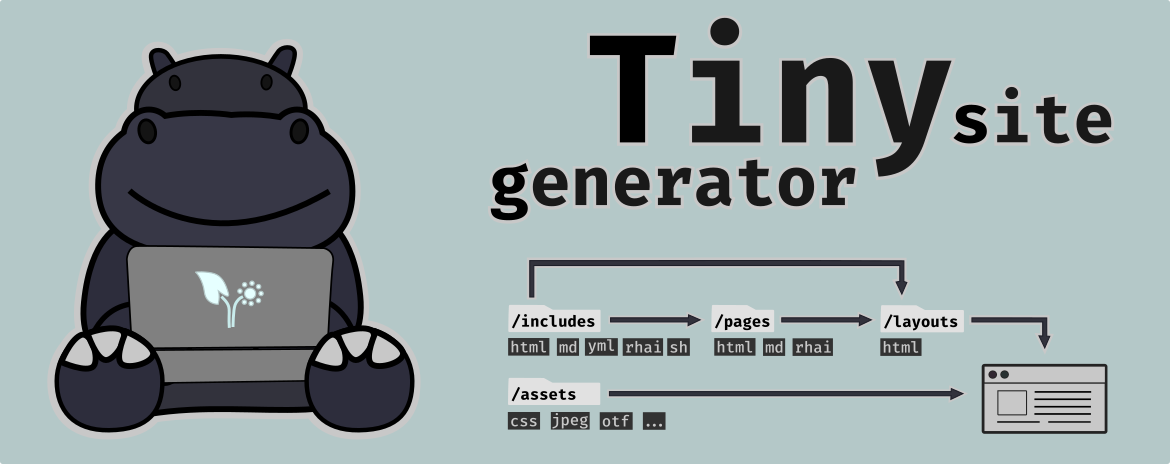 Tiny site
generator
/includes /pages /layouts
html md yml rhai sh html md rhai html
/assets
css jpeg otf ...